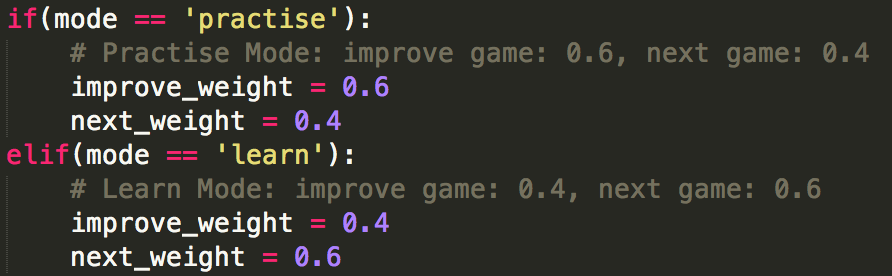 if(mode == 'practise'):
    # Practise Mode: improve game: 0.6, next game: 0.4
    improve_weight = 0.6
    next_weight = 0.4
elif(mode == 'learn'):
    # Learn Mode: improve game: 0.4, next game: 0.6
    improve_weight = 0.4
    next_weight = 0.6